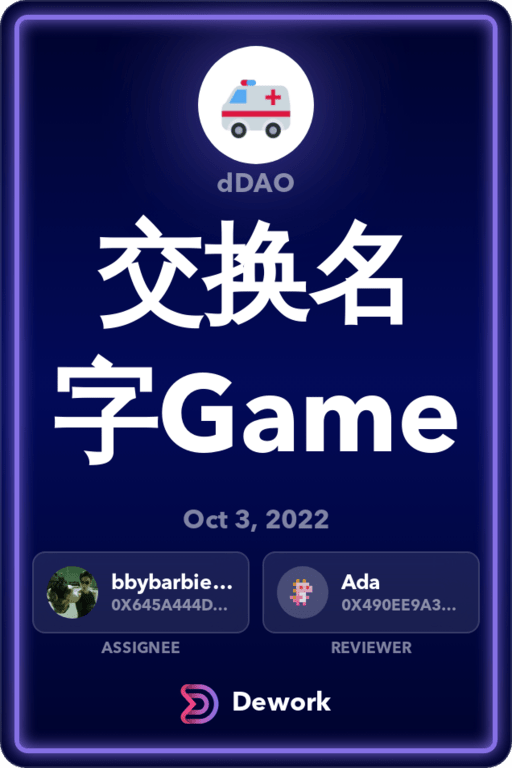 dDAO
交换名
字Game
Oct 3, 2022
bbybarbie...
0X645A444D...
ASSIGNEE
Ada
0X490EE9A3...
REVIEWER
Dework